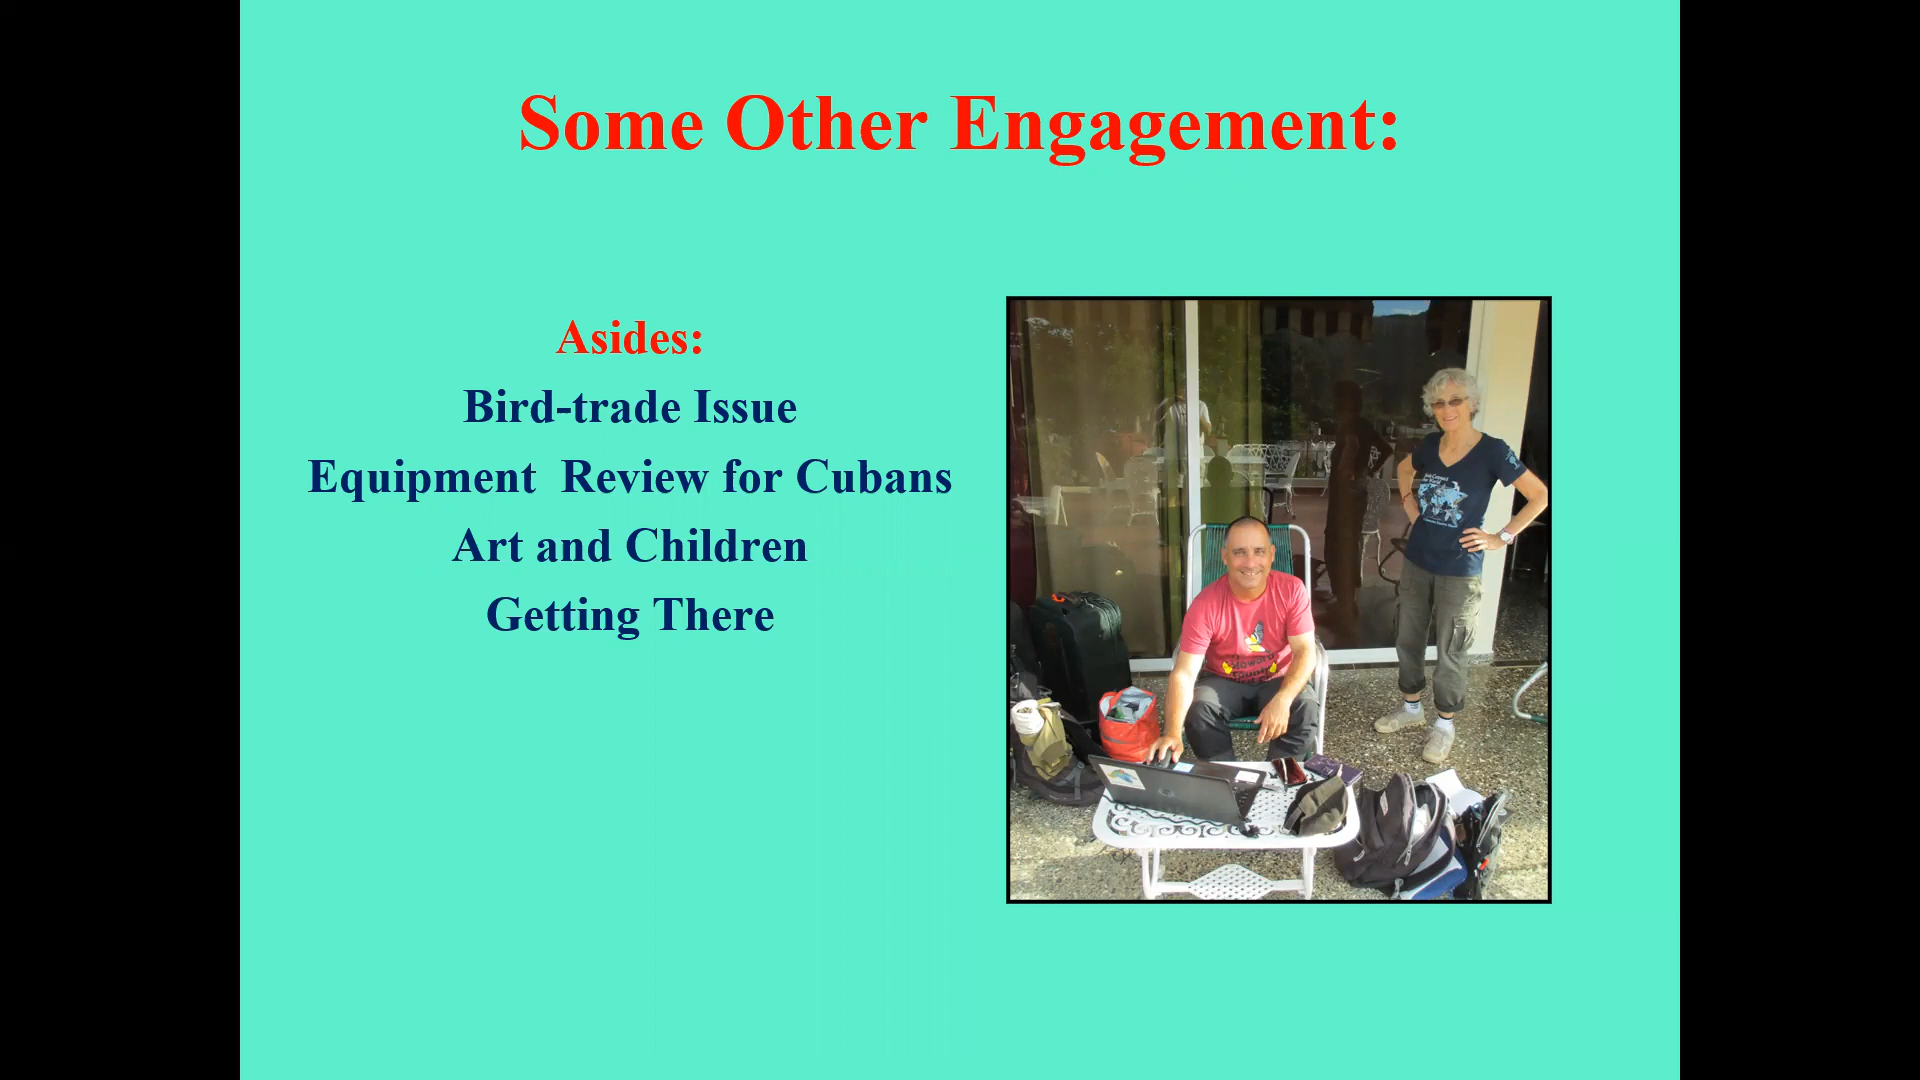 Some Other Engagement:
Asides:
Bird-trade Issue
Equipment  Review for Cubans
Art and Children
Getting There